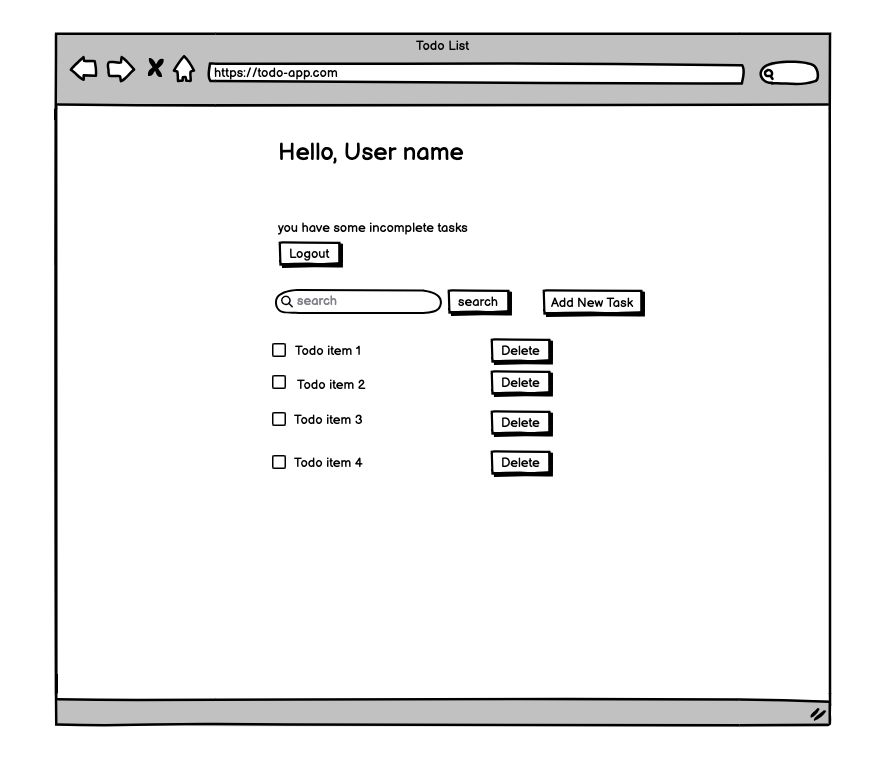 Todo List
https://todo-app.com
Hello, User name
you have some incomplete tasks
Logout
search search Add New Task
Todo item 1 Delete
Todo item 2 Delete
Todo item 3 Delete
Todo item 4 Delete